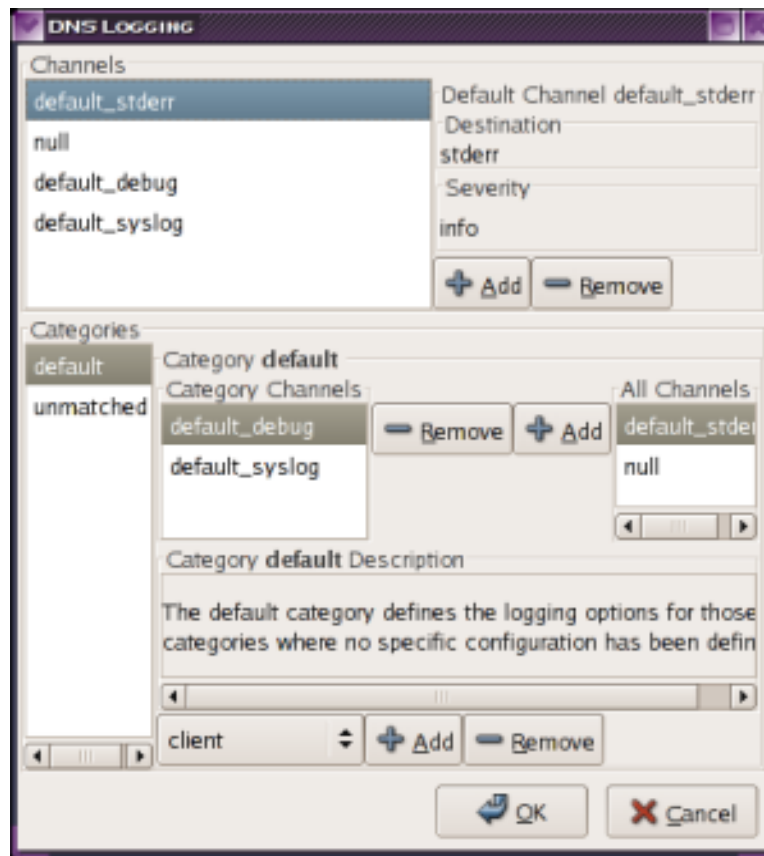 DNS Logging
Channels
default_stderr
null
default_debug
default_syslog
Default Channel default_stderr
Destination
stderr
Severity
info
Add
Remove
Categories
default
unmatched
Category default
Category Channels
default_debug
default_syslog
Remove
Add
All Channels
default_stder
null
Category default Description
The default category defines the logging options for those
categories where no specific configuration has been defin
client
Add
Remove
OK
Cancel